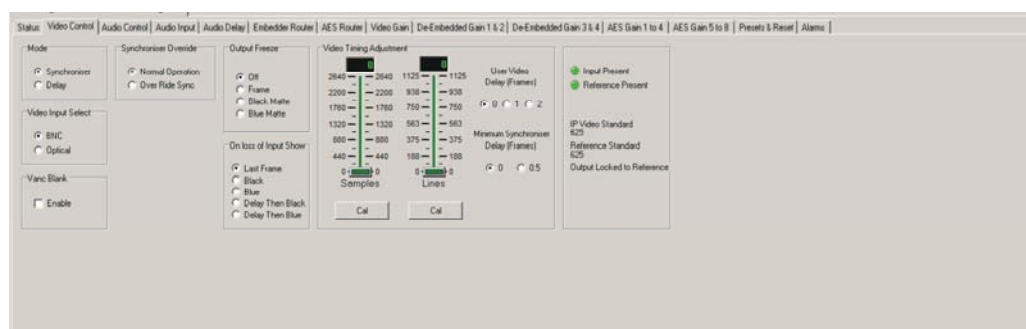 Status Video Control Audio Control Audio Input Audio Delay Embedder Router AES Router Video Gain De-Embedded Gain 1 & 2 De-Embedded Gain 3 & 4 AES Gain 1 to 4 AES Gain 5 to 8 Presets & Reset Alarms
Mode
Synchroniser
Delay
Video Input Select
BNC
Optical
Vanc Blank
Enable
Synchroniser Override
Normal Operation
Over Ride Sync
Output Freeze
Off
Frame
Black Matte
Blue Matte
On loss of Input Show
Last Frame
Black
Blue
Delay Then Black
Delay Then Blue
Video Timing Adjustment
0 0
2640 2640 1125 1125
2200 2200 938 938
1760 1760 750 750
1320 1320 563 563
880 880 375 375
440 440 188 188
0 0 0 0
Samples Lines
Cal Cal
User Video
Delay (Frames)
0 1 2
Minimum Synchroniser
Delay (Frames)
0 0.5
Input Present
Reference Present
IP Video Standard
625
Reference Standard
625
Output Locked to Reference